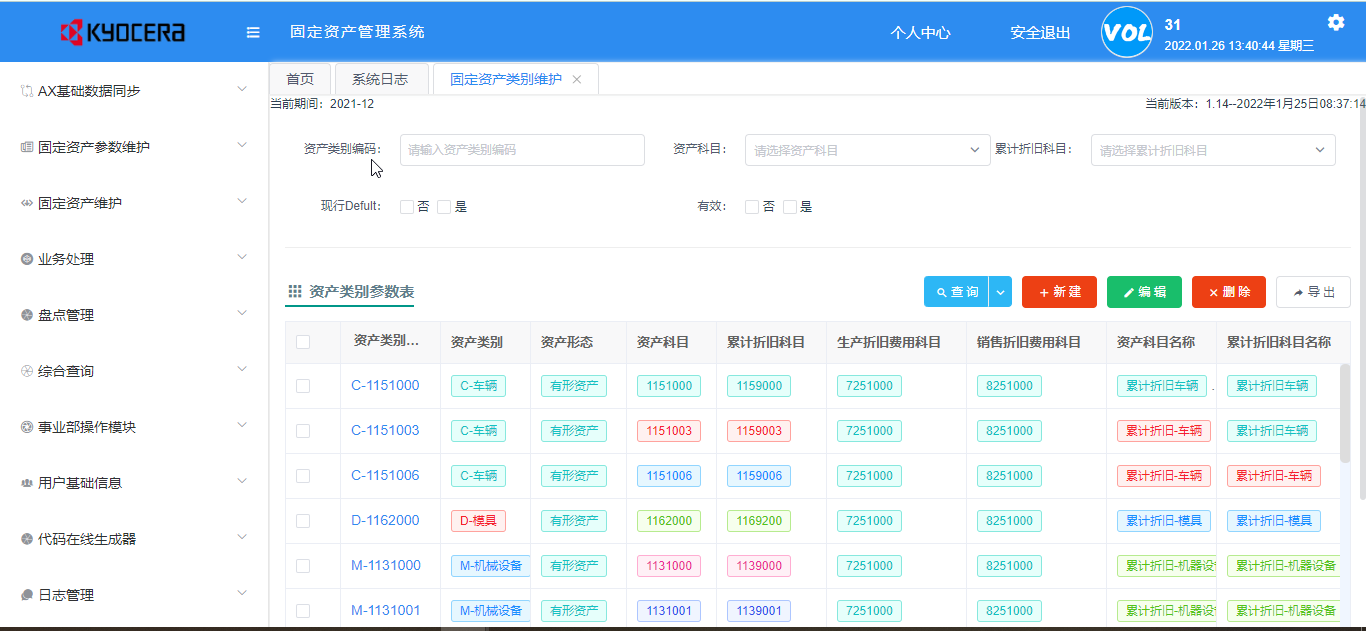 KYOCERA
固定资产管理系统
个人中心
安全退出
VOL
31
2022.01.26 13:40:44 星期三
AX基础数据同步
固定资产参数维护
固定资产维护
业务处理
盘点管理
综合查询
事业部操作模块
用户基础信息
代码在线生成器
日志管理
首页 系统日志 固定资产类别维护
当前期间：2021-12 当前版本：1.14--2022年1月25日08:37:14
资产类别编码： 请输入资产类别编码 资产科目： 请选择资产科目 累计折旧科目： 请选择累计折旧科目
现行Defult： 否 是 有效： 否 是
资产类别参数表 查询 新建 编辑 删除 导出
资产类别... 资产类别 资产形态 资产科目 累计折旧科目 生产折旧费用科目 销售折旧费用科目 资产科目名称 累计折旧科目名称
C-1151000 C-车辆 有形资产 1151000 1159000 7251000 8251000 累计折旧车辆 累计折旧车辆
C-1151003 C-车辆 有形资产 1151003 1159003 7251000 8251000 累计折旧-车辆 累计折旧车辆
C-1151006 C-车辆 有形资产 1151006 1159006 7251000 8251000 累计折旧-车辆 累计折旧-车辆
D-1162000 D-模具 有形资产 1162000 1169200 7251000 8251000 累计折旧-模具 累计折旧-模具
M-1131000 M-机械设备 有形资产 1131000 1139000 7251000 8251000 累计折旧-机器设 累计折旧-机器设备
M-1131001 M-机械设备 有形资产 1131001 1139001 7251000 8251000 累计折旧-机器设 累计折旧-机器设备